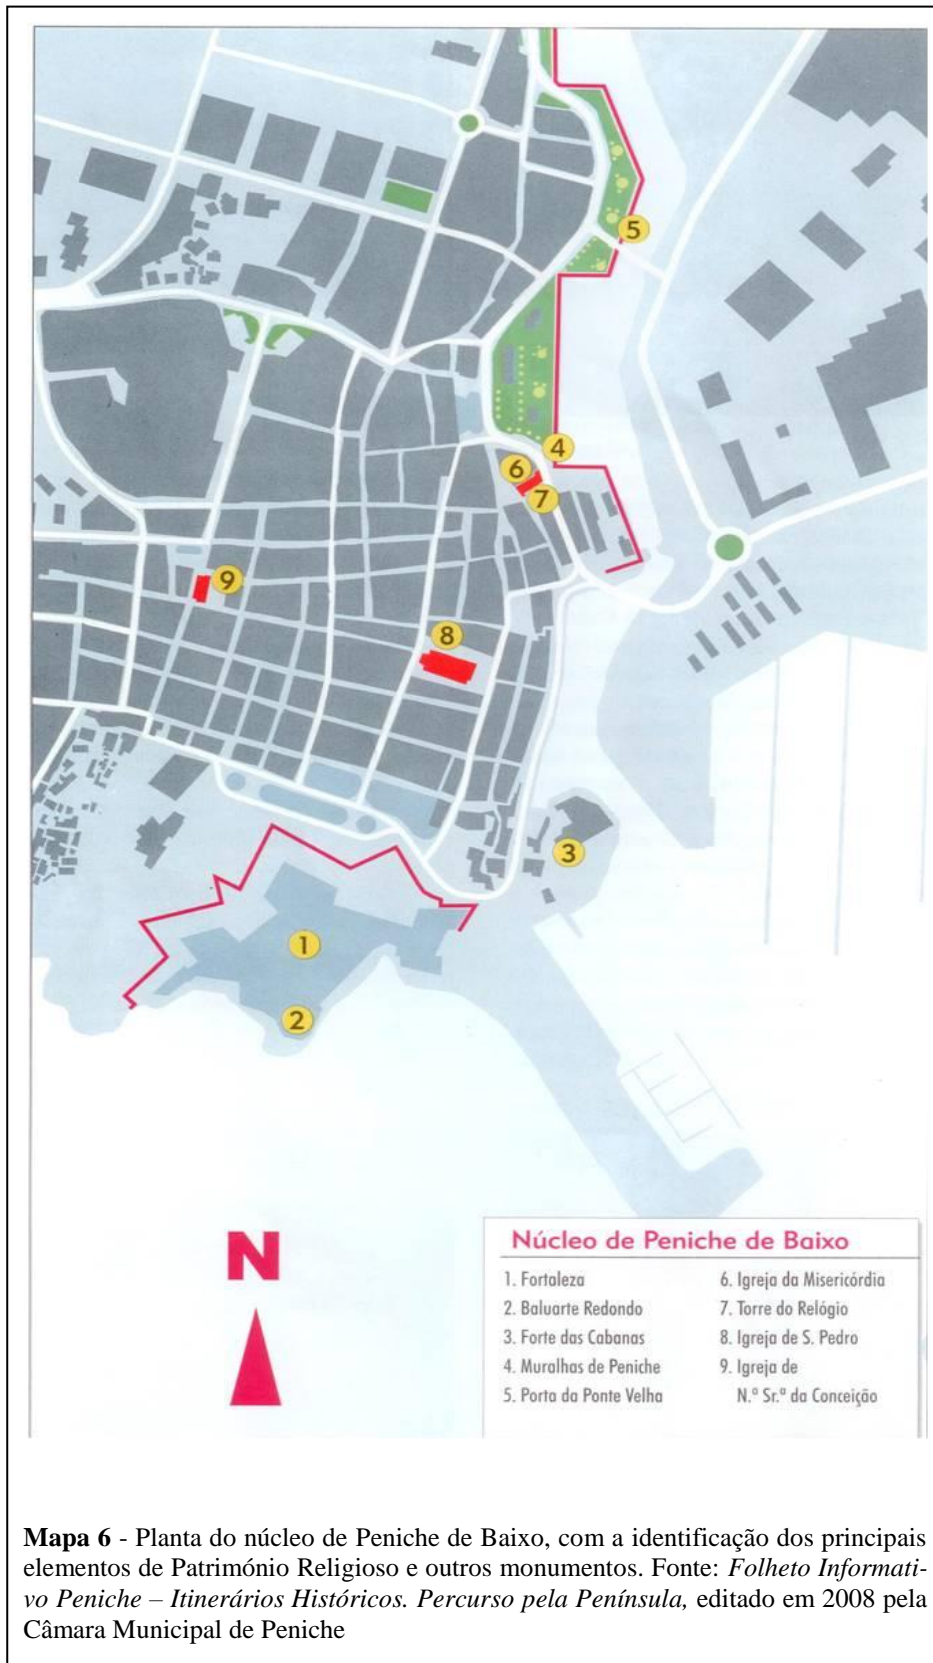 5
4
6
7
9
8
3
1
2
N
Núcleo de Peniche de Baixo
1. Fortaleza
2. Baluarte Redondo
3. Forte das Cabanas
4. Muralhas de Peniche
5. Porta da Ponte Velha
6. Igreja da Misericórdia
7. Torre do Relógio
8. Igreja de S. Pedro
9. Igreja de
N.ª Sr.ª da Conceição
Mapa 6 - Planta do núcleo de Peniche de Baixo, com a identificação dos principais
elementos de Património Religioso e outros monumentos. Fonte: Folheto Informati-
vo Peniche – Itinerários Históricos. Percurso pela Península, editado em 2008 pela
Câmara Municipal de Peniche